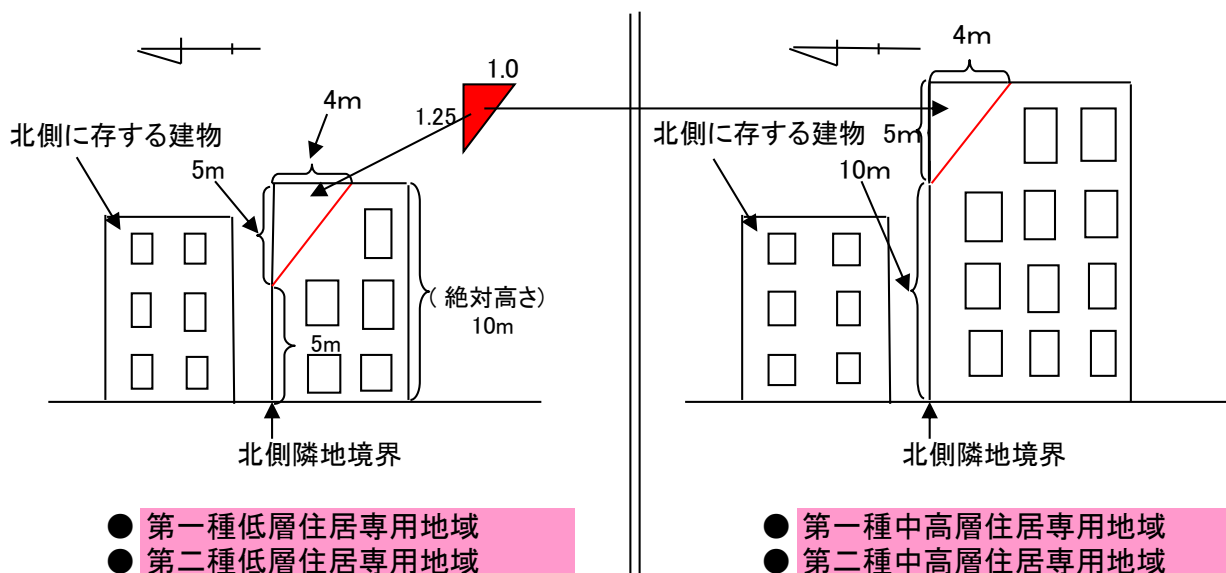 1.0
1.25
4m
北側に存する建物
5m
(絶対高さ)
10m
5m
北側隣地境界
● 第一種低層住居専用地域
● 第二種低層住居専用地域
4m
北側に存する建物
5m
10m
北側隣地境界
● 第一種中高層住居専用地域
● 第二種中高層住居専用地域